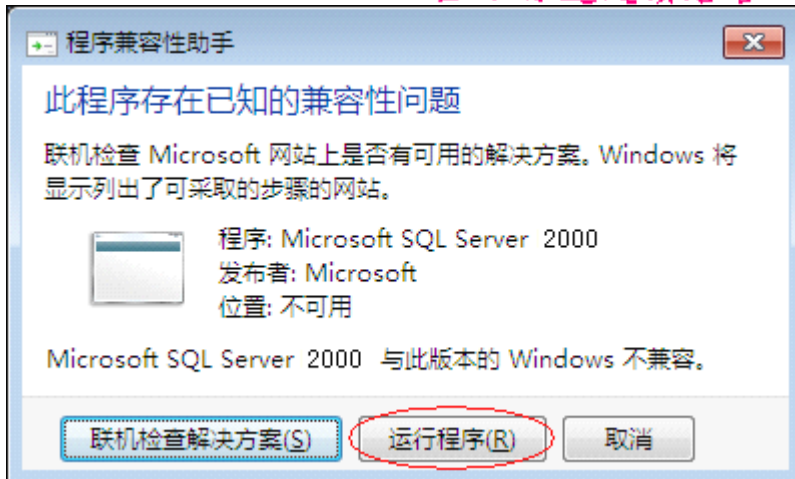 程序兼容性助手
此程序存在已知的兼容性问题
联机检查 Microsoft 网站上是否有可用的解决方案。Windows 将
显示列出了可采取的步骤的网站。
程序: Microsoft SQL Server 2000
发布者: Microsoft
位置: 不可用
Microsoft SQL Server 2000 与此版本的 Windows 不兼容。
联机检查解决方案(S) 运行程序(R) 取消